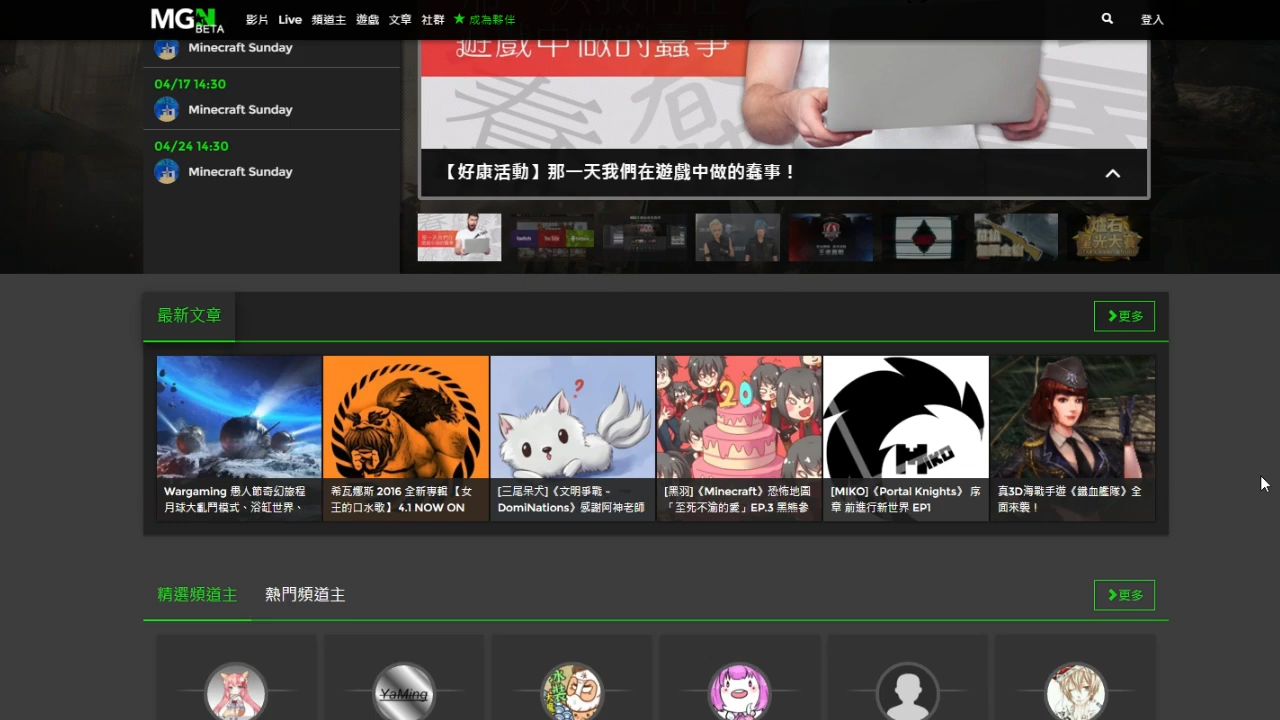 MGN
BETA
影片 Live 頻道主 遊戲 文章 社群 ★ 成為夥伴
登入
Minecraft Sunday
04/17 14:30
Minecraft Sunday
04/24 14:30
Minecraft Sunday
遊戲中做的蠢事
【好康活動】那一天我們在遊戲中做的蠢事！
最新文章
更多
Wargaming 愚人節奇幻旅程
月球大亂鬥模式、浴缸世界、
希瓦娜斯 2016 全新專輯 【 女
王的口水歌 】 4.1 NOW ON
[三尾呆犬]《文明爭戰 -
DomiNations》感謝阿神老師
[黑羽]《Minecraft》恐怖地圖
「至死不渝的愛」EP.3 黑熊參
[MIKO]《Portal Knights》 序
章 前進行新世界 EP1
真3D海戰手遊《鐵血艦隊》全
面來襲！
20
MIKO
精選頻道主
熱門頻道主
更多
YaMing